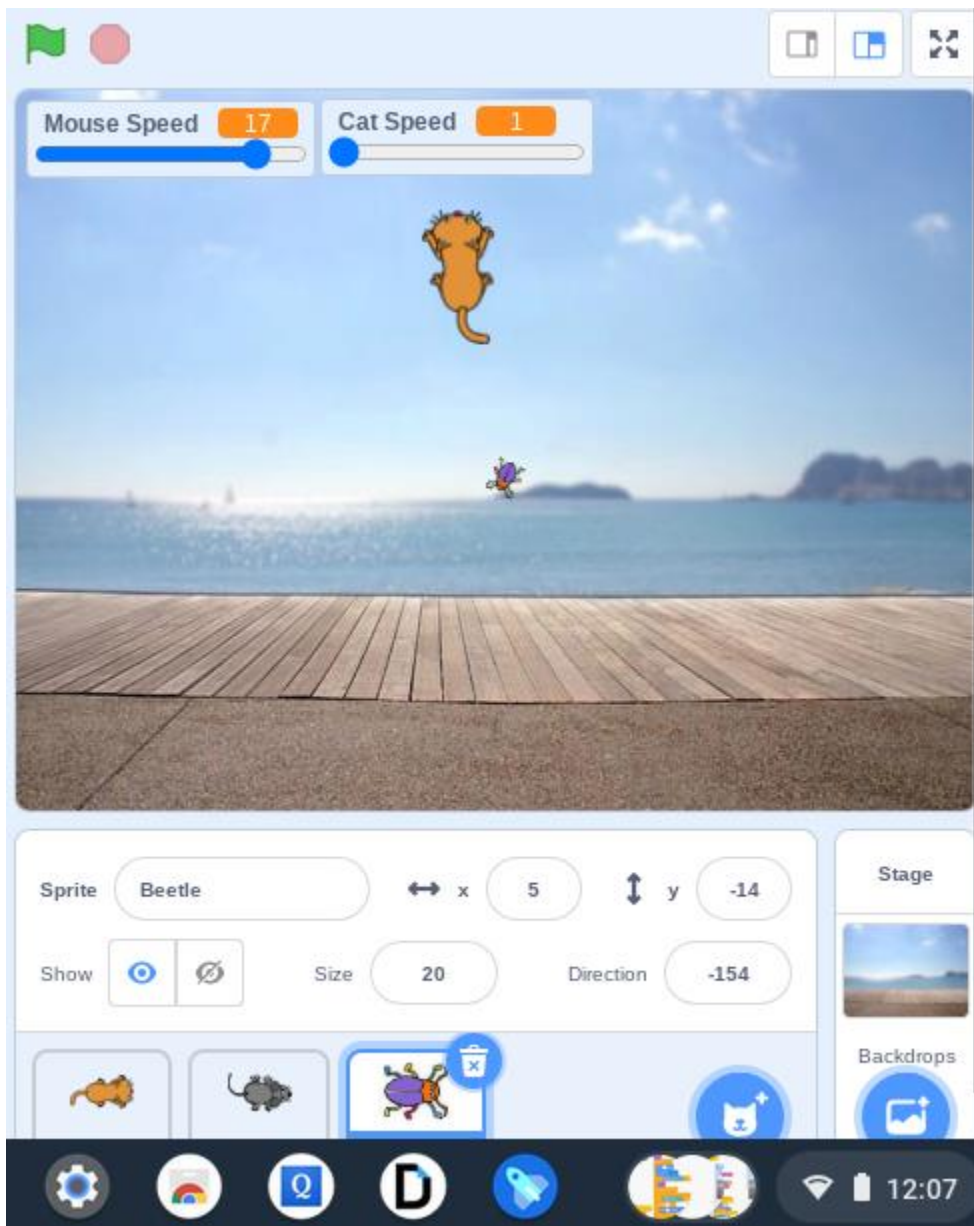 Mouse Speed 17 Cat Speed 1
Sprite Beetle x 5 y -14 Stage
Show Size 20 Direction -154
Backdrops
Q D 12:07